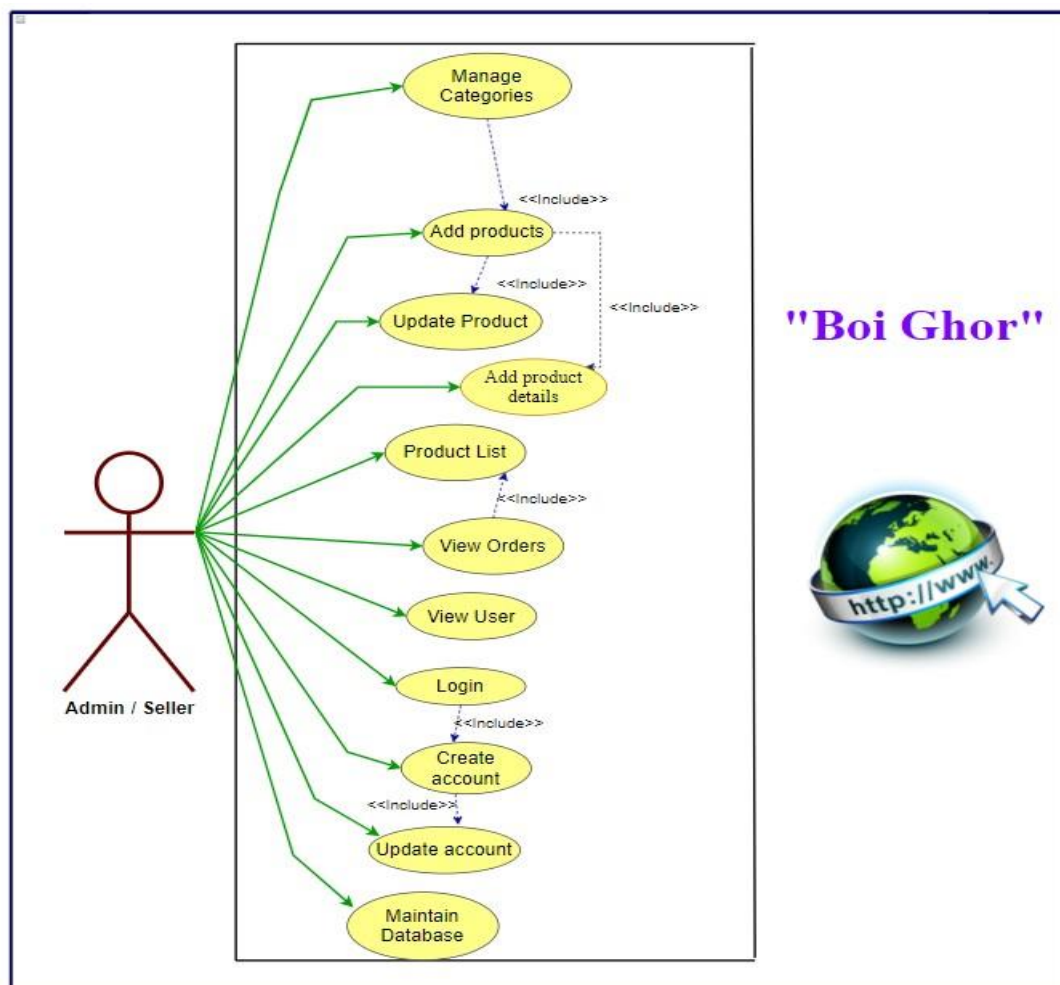 Manage
Categories
<<Include>>
Add products
<<Include>>
<<Include>>
Update Product
"Boi Ghor"
Add product
details
Product List
<<Include>>
View Orders
http://www.
View User
Login
Admin / Seller
<<Include>>
Create
account
<<Include>>
Update account
Maintain
Database